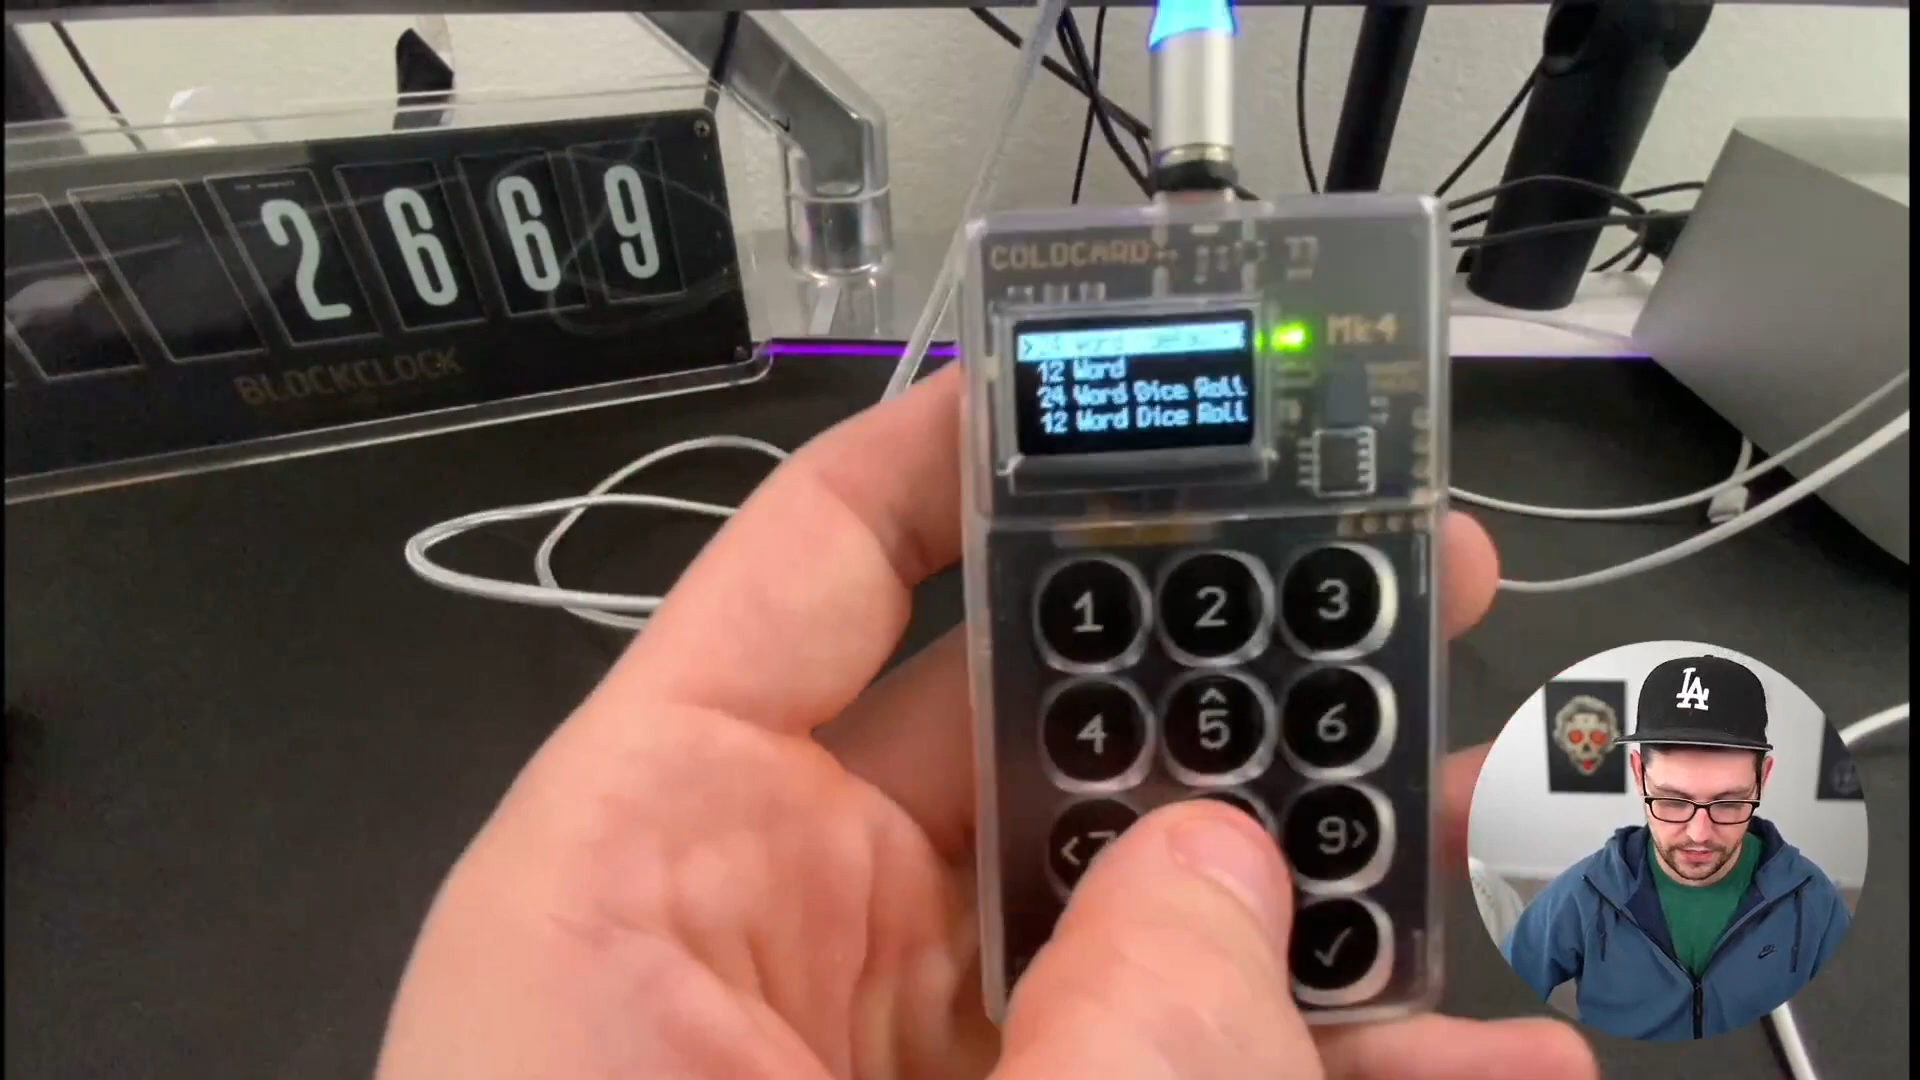 2669
BLOCKCLOCK
COLDCARD
Mk4
12 Word
24 Word Dice Roll
12 Word Dice Roll
1 2 3
4 5 6
<7 9>
LA